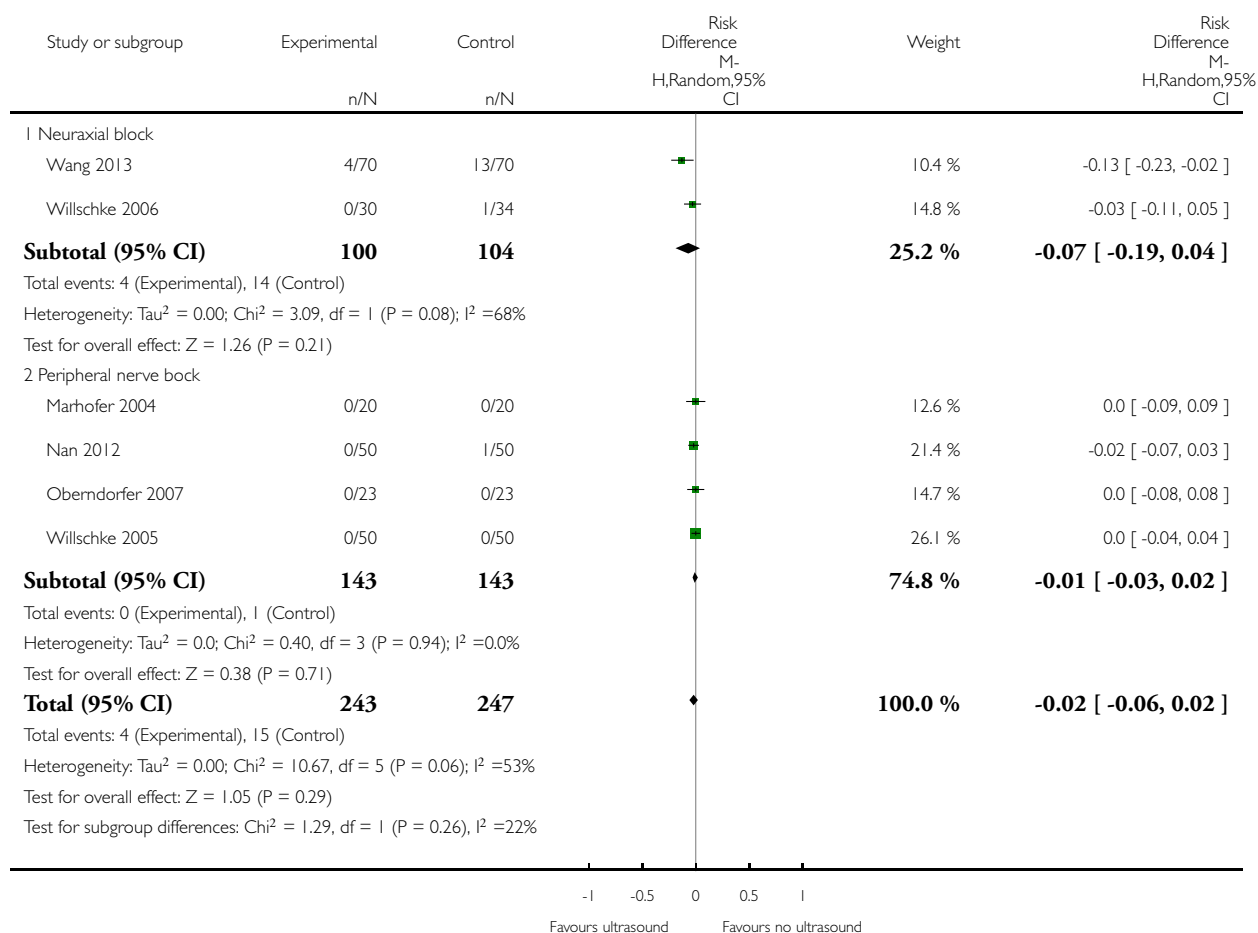 Study or subgroup Experimental Control Risk Difference M-H,Random,95% CI Weight Risk Difference M-H,Random,95% CI
n/N n/N
1 Neuraxial block
Wang 2013 4/70 13/70 10.4 % -0.13 [ -0.23, -0.02 ]
Willschke 2006 0/30 1/34 14.8 % -0.03 [ -0.11, 0.05 ]
Subtotal (95% CI) 100 104 25.2 % -0.07 [ -0.19, 0.04 ]
Total events: 4 (Experimental), 14 (Control)
Heterogeneity: Tau² = 0.00; Chi² = 3.09, df = 1 (P = 0.08); I² =68%
Test for overall effect: Z = 1.26 (P = 0.21)
2 Peripheral nerve bock
Marhofer 2004 0/20 0/20 12.6 % 0.0 [ -0.09, 0.09 ]
Nan 2012 0/50 1/50 21.4 % -0.02 [ -0.07, 0.03 ]
Oberndorfer 2007 0/23 0/23 14.7 % 0.0 [ -0.08, 0.08 ]
Willschke 2005 0/50 0/50 26.1 % 0.0 [ -0.04, 0.04 ]
Subtotal (95% CI) 143 143 74.8 % -0.01 [ -0.03, 0.02 ]
Total events: 0 (Experimental), 1 (Control)
Heterogeneity: Tau² = 0.0; Chi² = 0.40, df = 3 (P = 0.94); I² =0.0%
Test for overall effect: Z = 0.38 (P = 0.71)
Total (95% CI) 243 247 100.0 % -0.02 [ -0.06, 0.02 ]
Total events: 4 (Experimental), 15 (Control)
Heterogeneity: Tau² = 0.00; Chi² = 10.67, df = 5 (P = 0.06); I² =53%
Test for overall effect: Z = 1.05 (P = 0.29)
Test for subgroup differences: Chi² = 1.29, df = 1 (P = 0.26), I² =22%
-1 -0.5 0 0.5 1
Favours ultrasound Favours no ultrasound